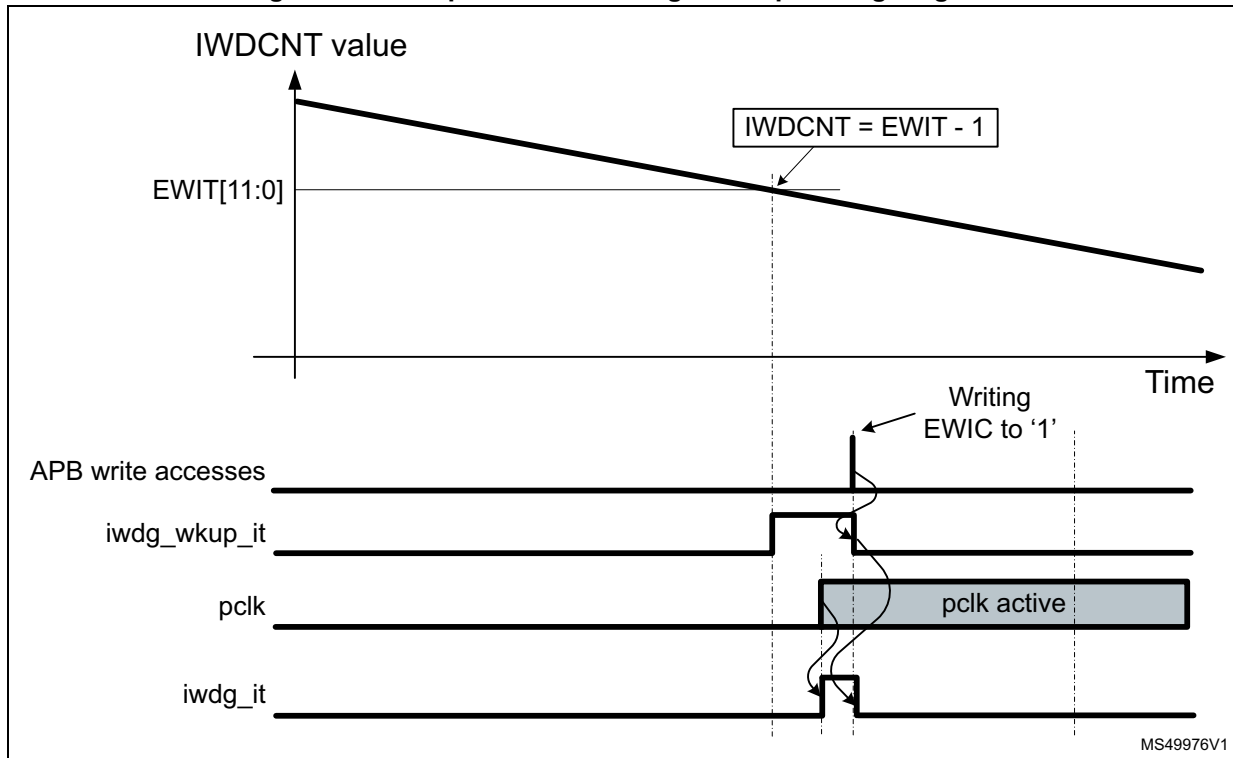 IWDCNT value
IWDCNT = EWIT - 1
EWIT[11:0]
Time
Writing
EWIC to ‘1’
APB write accesses
iwdg_wkup_it
pclk
pclk active
iwdg_it
MS49976V1